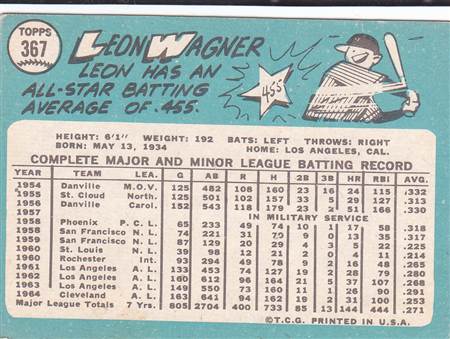 TOPPS
367
LEON WAGNER
LEON HAS AN
ALL-STAR BATTING
AVERAGE OF .455.
.455
HEIGHT: 6'1" WEIGHT: 192 BATS: LEFT THROWS: RIGHT
BORN: MAY 13, 1934 HOME: LOS ANGELES, CAL.
COMPLETE MAJOR AND MINOR LEAGUE BATTING RECORD
YEAR TEAM LEA. G AB R H 2B 3B HR RBI AVG.
1954 Danville M.O.V. 125 482 108 160 23 16 24 115 .332
1955 St. Cloud North. 125 501 102 157 33 5 29 127 .313
1956 Danville Carol. 152 543 118 179 23 2 51 166 .330
1957 IN MILITARY SERVICE
1958 Phoenix P.C.L. 65 233 49 74 10 1 17 58 .318
1958 San Francisco N.L. 74 221 31 70 9 0 13 35 .317
1959 San Francisco N.L. 87 129 20 29 4 3 5 22 .225
1960 St. Louis N.L. 39 98 12 21 2 0 4 11 .214
1960 Rochester Int. 93 294 49 78 9 2 16 .265
1961 Los Angeles A.L. 133 453 74 127 19 2 28 79 .280
1962 Los Angeles A.L. 160 612 96 164 21 5 37 107 .268
1963 Los Angeles A.L. 149 550 73 160 11 1 26 90 .291
1964 Cleveland A.L. 163 641 94 162 19 2 31 100 .253
Major League Totals 7 Yrs. 805 2704 400 733 85 13 144 444 .271
©T.C.G. PRINTED IN U.S.A.